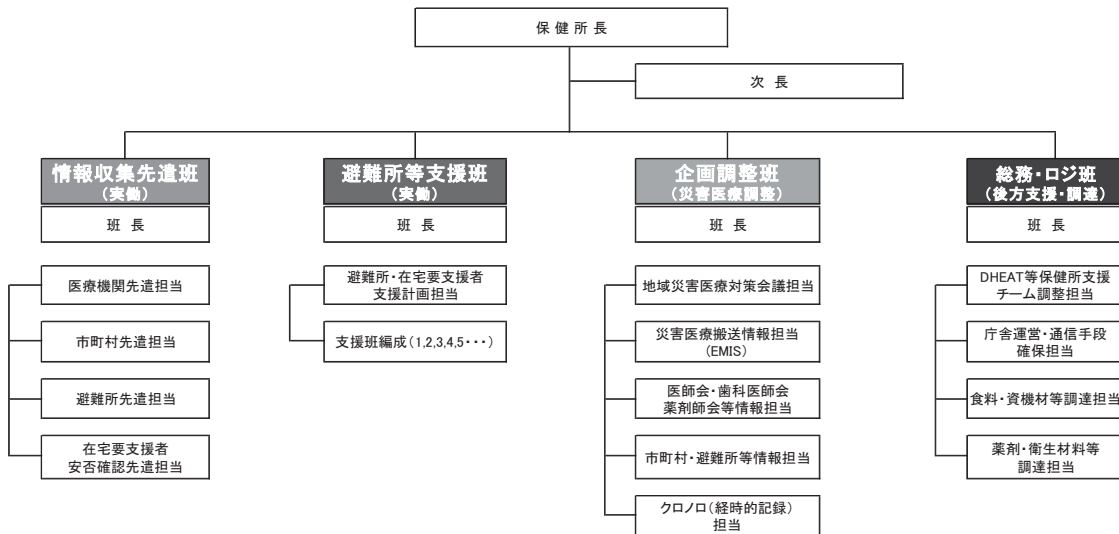 保健所長
次長
情報収集先遣班
(実働)
班長
医療機関先遣担当
市町村先遣担当
避難所先遣担当
在宅要支援者
安否確認先遣担当
避難所等支援班
(実働)
班長
避難所・在宅要支援者
支援計画担当
支援班編成(1,2,3,4,5・・・)
企画調整班
(災害医療調整)
班長
地域災害医療対策会議担当
災害医療搬送情報担当
(EMIS)
医師会・歯科医師会
薬剤師会等情報担当
市町村・避難所等情報担当
クロノロ(経時的記録)
担当
総務・ロジ班
(後方支援・調達)
班長
DHEAT等保健所支援
チーム調整担当
庁舎運営・通信手段
確保担当
食料・資機材等調達担当
薬剤・衛生材料等
調達担当